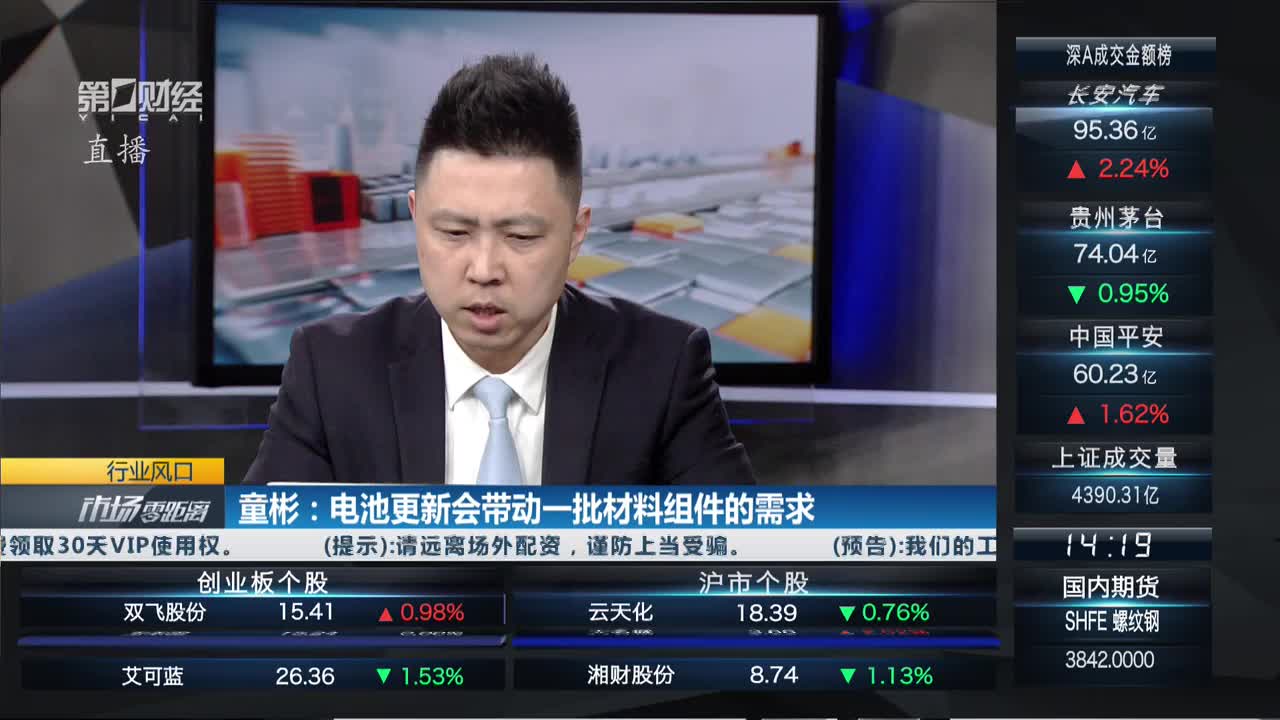 第一财经
YICAI
直播
深A成交金额榜
长安汽车
95.36亿
▲ 2.24%
贵州茅台
74.04亿
▼ 0.95%
中国平安
60.23亿
▲ 1.62%
上证成交量
4390.31亿
14:19
国内期货
SHFE 螺纹钢
3842.0000
行业风口
市场零距离
童彬：电池更新会带动一批材料组件的需求
领取30天VIP使用权。 (提示):请远离场外配资，谨防上当受骗。 (预告):我们的工
创业板个股
双飞股份 15.41 ▲0.98%
艾可蓝 26.36 ▼1.53%
沪市个股
云天化 18.39 ▼0.76%
湘财股份 8.74 ▼1.13%